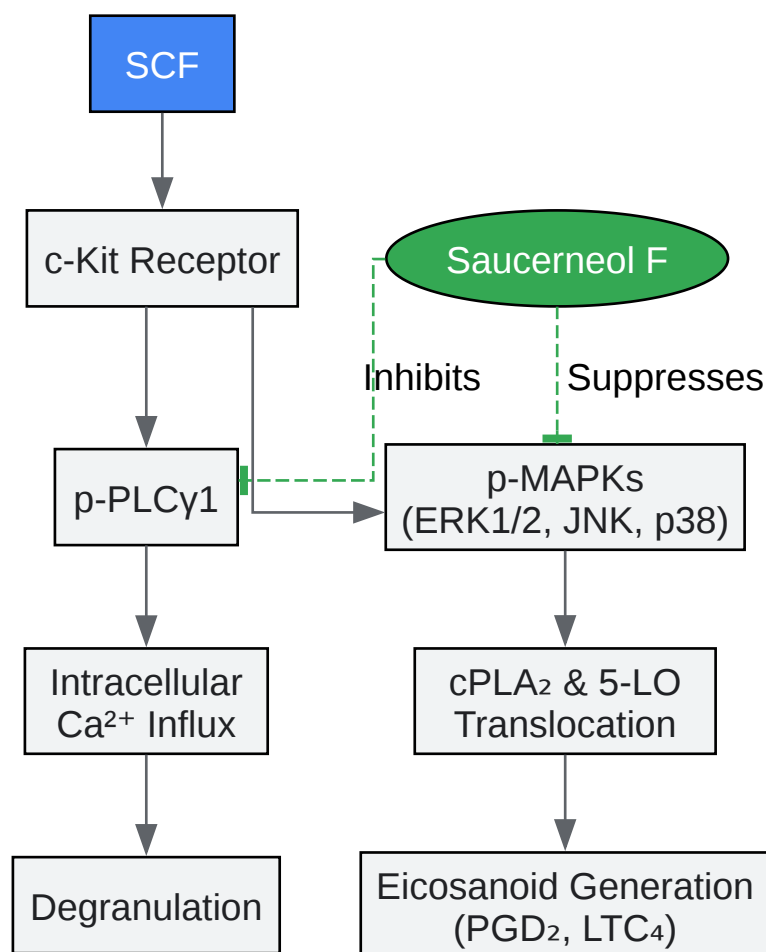 SCF
c-Kit Receptor
Saucerneol F
Inhibits
Suppresses
p-PLCγ1
p-MAPKs
(ERK1/2, JNK, p38)
Intracellular
Ca²⁺ Influx
cPLA₂ & 5-LO
Translocation
Degranulation
Eicosanoid Generation
(PGD₂, LTC₄)